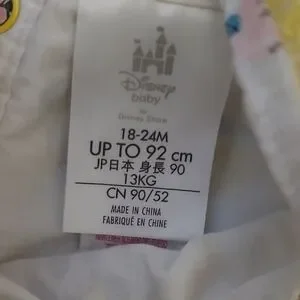 Disney
baby
by Disney Store
18-24M
UP TO 92 cm
JP日本 身長 90
13KG
CN 90/52
MADE IN CHINA
FABRIQUÉ EN CHINE